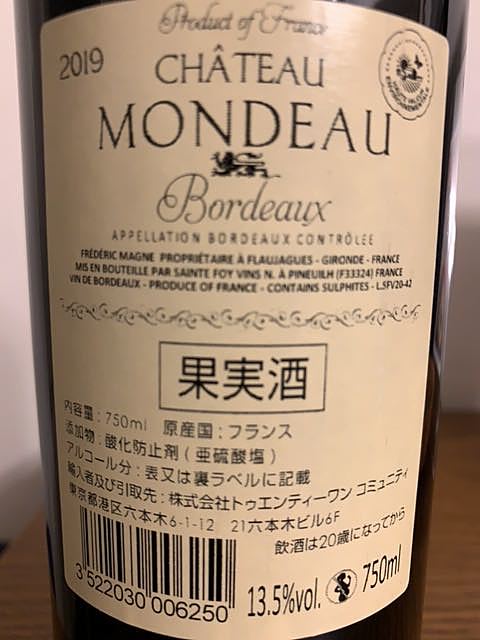 Product of France
2019
CHÂTEAU
MONDEAU
HAUTE VALEUR ENVIRONNEMENTALE
Bordeaux
APPELLATION BORDEAUX CONTRÔLÉE
FRÉDÉRIC MAGNE PROPRIÉTAIRE À FLAUJAGUES - GIRONDE - FRANCE
MIS EN BOUTEILLE PAR SAINTE FOY VINS N. À PINEUILH (F33324) FRANCE
VIN DE BORDEAUX - PRODUCE OF FRANCE - CONTAINS SULPHITES - L.SFV20-42
果実酒
内容量:750ml 原産国:フランス
添加物:酸化防止剤(亜硫酸塩)
アルコール分:表又は裏ラベルに記載
輸入者及び引取先:株式会社トゥエンティーワン コミュニティ
東京都港区六本木6-1-12 21六本木ビル6F
飲酒は20歳になってから
3 522030 006250
13.5%vol.
750ml